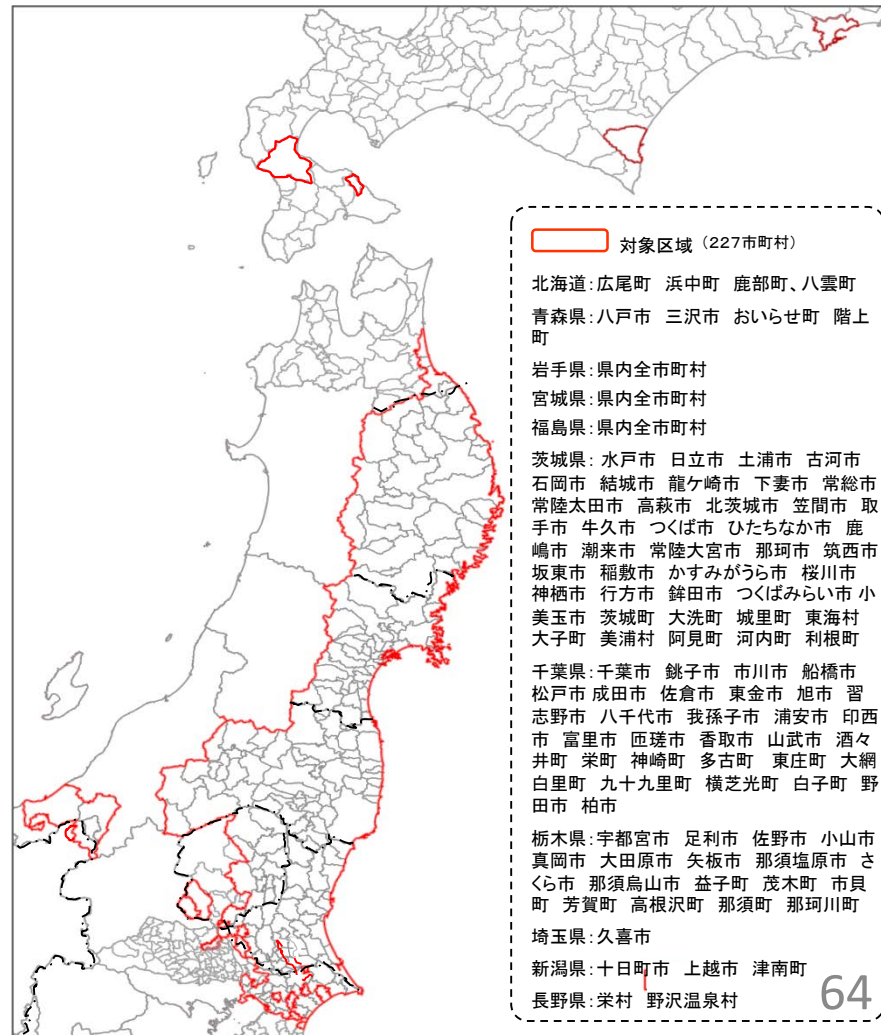 対象区域（227市町村）
北海道：広尾町　浜中町　鹿部町、八雲町
青森県：八戸市　三沢市　おいらせ町　階上
町
岩手県：県内全市町村
宮城県：県内全市町村
福島県：県内全市町村
茨城県：水戸市　日立市　土浦市　古河市
石岡市　結城市　龍ケ崎市　下妻市　常総市
常陸太田市　高萩市　北茨城市　笠間市　取
手市　牛久市　つくば市　ひたちなか市　鹿
嶋市　潮来市　常陸大宮市　那珂市　筑西市
坂東市　稲敷市　かすみがうら市　桜川市
神栖市　行方市　鉾田市　つくばみらい市 小
美玉市　茨城町　大洗町　城里町　東海村
大子町　美浦村　阿見町　河内町　利根町
千葉県：千葉市　銚子市　市川市　船橋市
松戸市 成田市　佐倉市　東金市　旭市　習
志野市　八千代市　我孫子市　浦安市　印西
市　富里市　匝瑳市　香取市　山武市　酒々
井町　栄町　神崎町　多古町　東庄町　大網
白里町　九十九里町　横芝光町　白子町　野
田市　柏市
栃木県：宇都宮市　足利市　佐野市　小山市
真岡市　大田原市　矢板市　那須塩原市　さ
くら市　那須烏山市　益子町　茂木町　市貝
町　芳賀町　高根沢町　那須町　那珂川町
埼玉県：久喜市
新潟県：十日町市　上越市　津南町
長野県：栄村　野沢温泉村
64